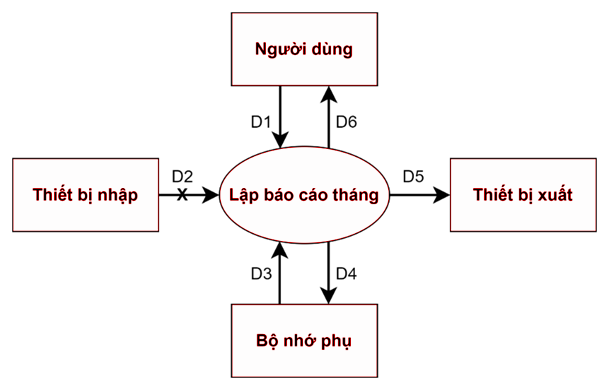 Người dùng
D1
D6
D2
D5
Thiết bị nhập
X
Lập báo cáo tháng
Thiết bị xuất
D3
D4
Bộ nhớ phụ